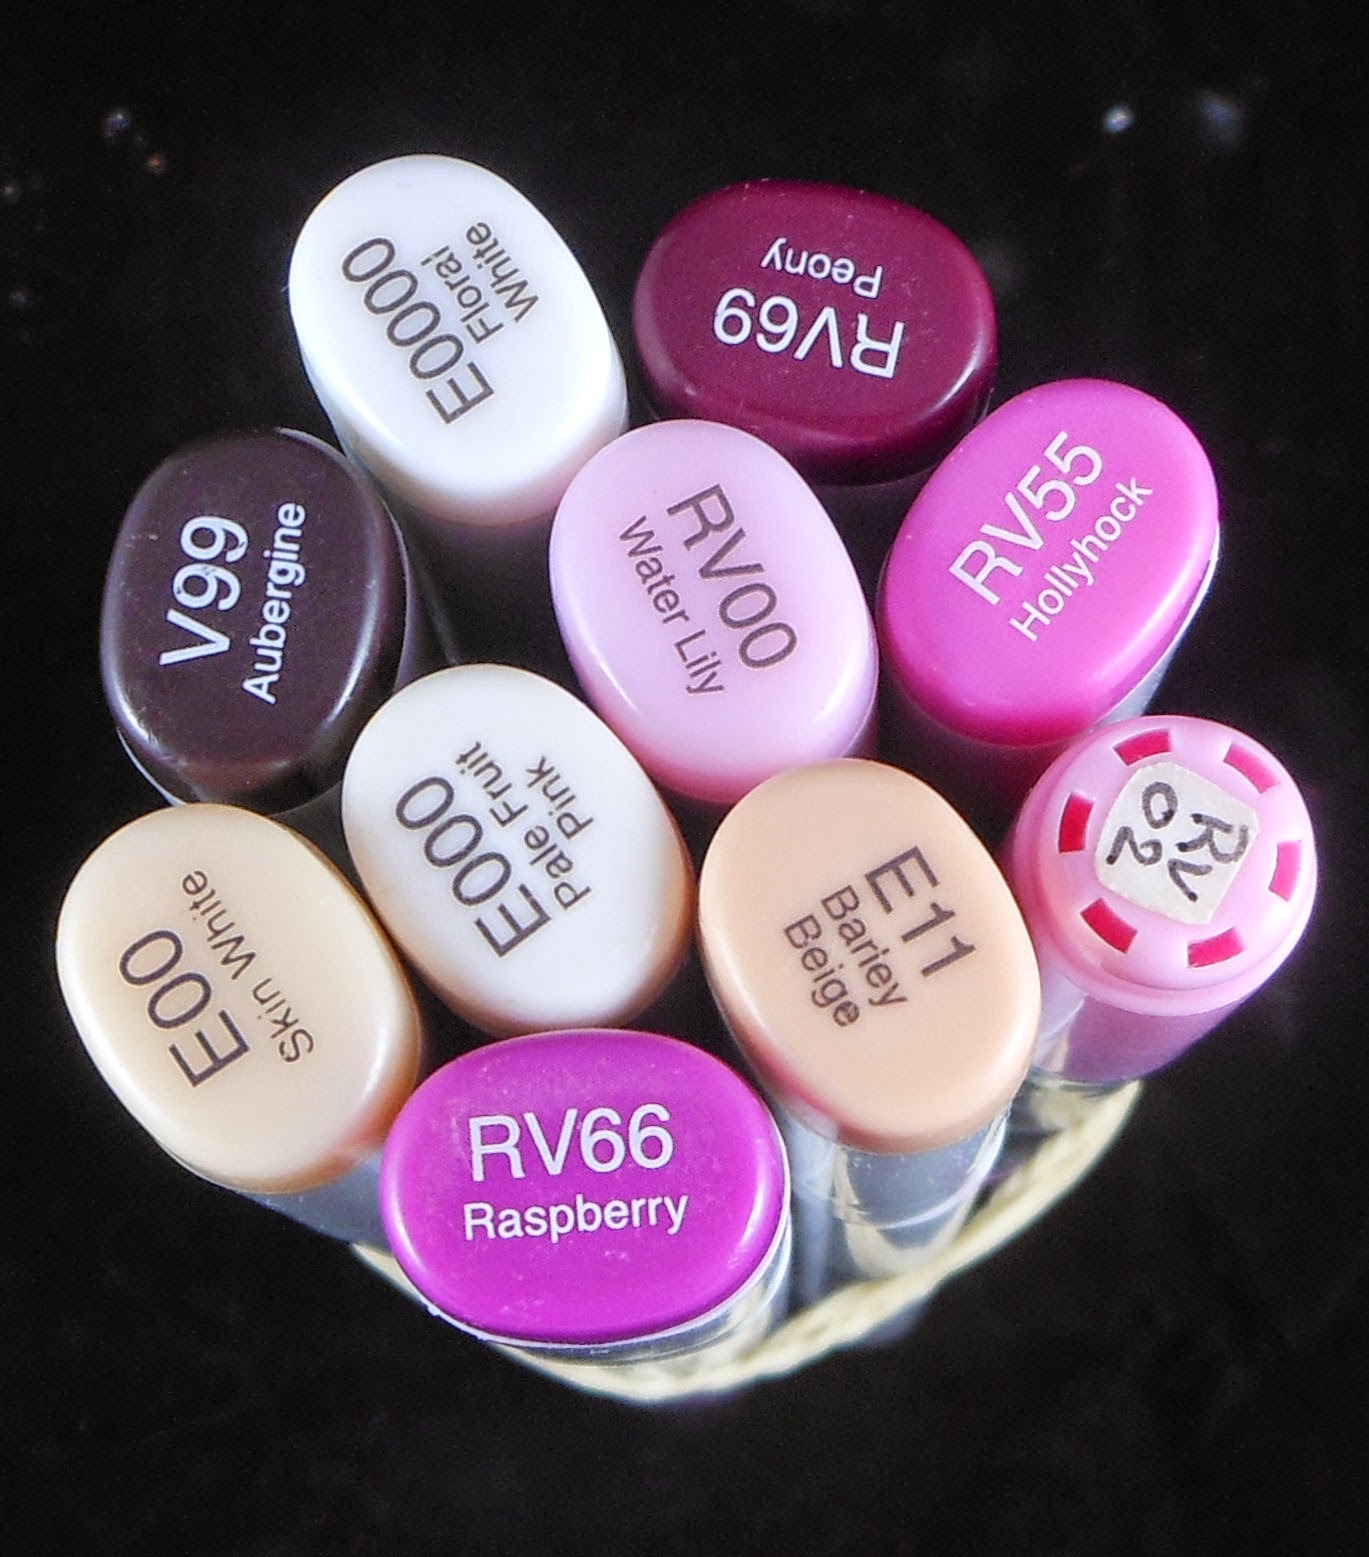 E0000
Floral
White
RV69
Peony
RV55
Hollyhock
V99
Aubergine
RV00
Water Lily
E000
Pale Fruit
Pink
E11
Barley
Beige
RV
02
E00
Skin White
RV66
Raspberry